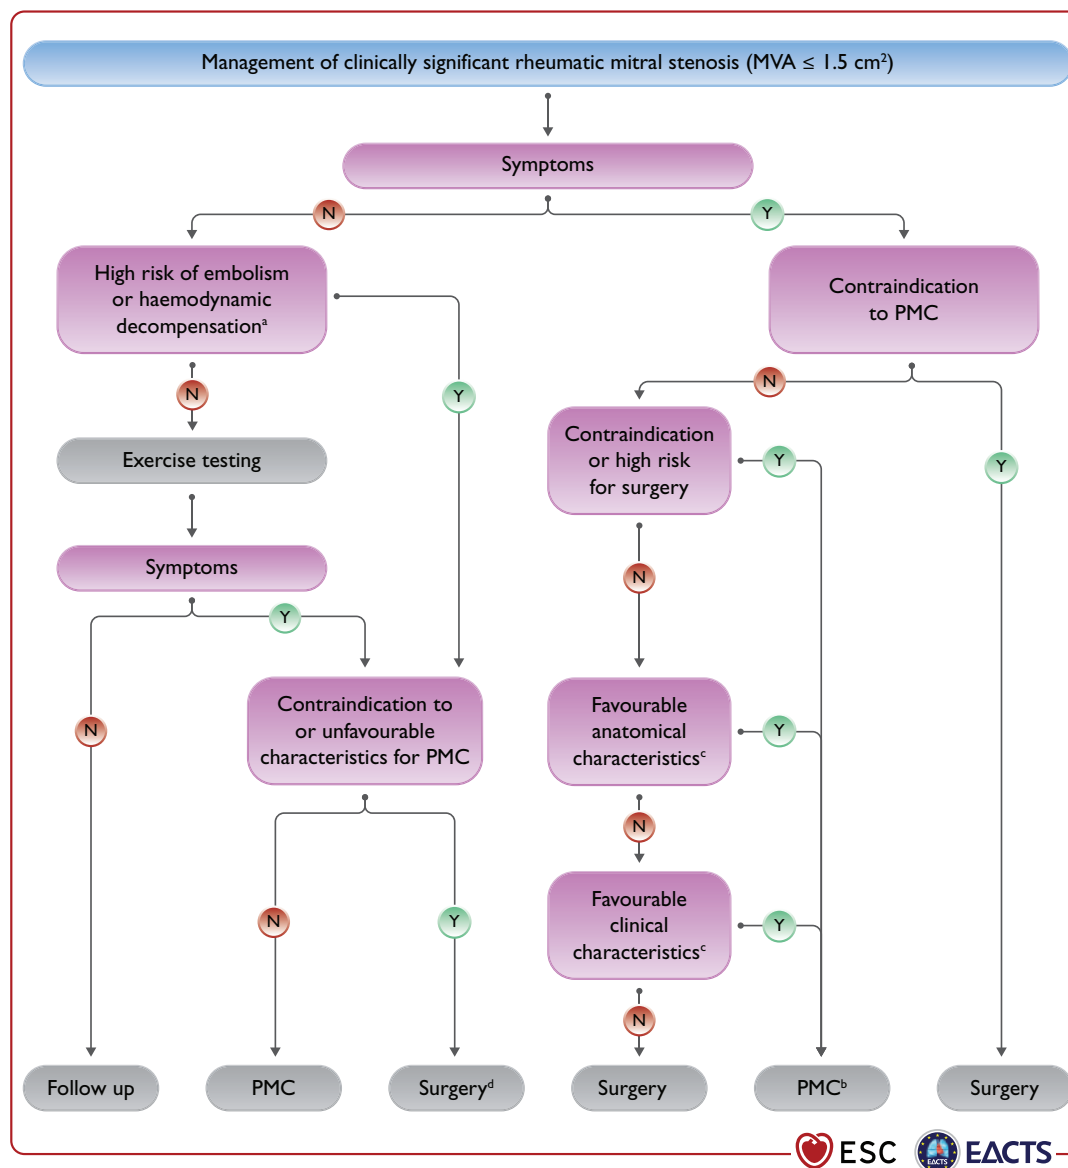 Management of clinically significant rheumatic mitral stenosis (MVA ≤ 1.5 cm²)
Symptoms
N
Y
High risk of embolism
or haemodynamic
decompensationᵃ
Contraindication
to PMC
N
Y
N
Y
Contraindication
or high risk
for surgery
Y
Exercise testing
N
Symptoms
Y
N
Contraindication to
or unfavourable
characteristics for PMC
Favourable
anatomical
characteristicsᶜ
Y
N
N
Y
Favourable
clinical
characteristicsᶜ
Y
N
Follow up
PMC
Surgeryᵈ
Surgery
PMCᵇ
Surgery
ESC
EACTS
EΔCTS